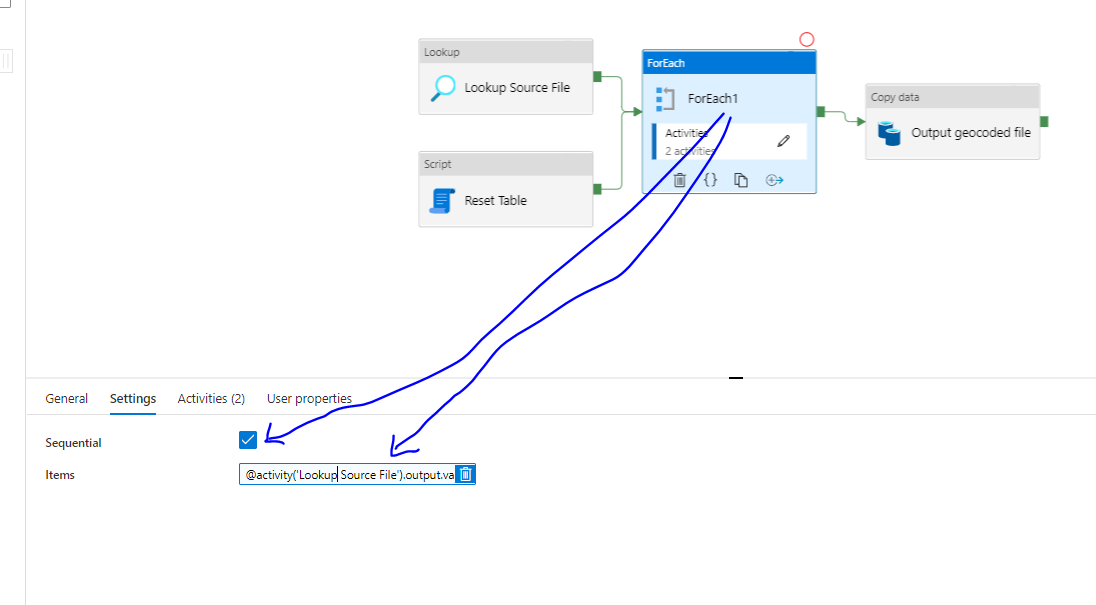 Lookup
Lookup Source File
ForEach
ForEach1
Activities
2 activities
{}
Copy data
Output geocoded file
Script
Reset Table
General Settings Activities (2) User properties
Sequential
Items @activity('Lookup Source File').output.va